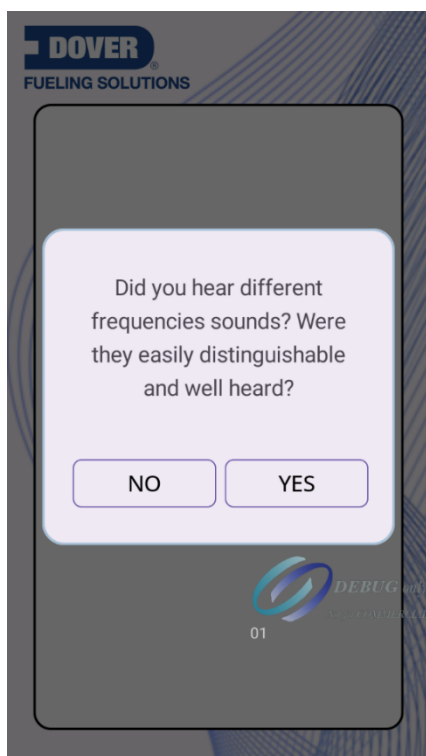 DOVER
FUELING SOLUTIONS
Did you hear different
frequencies sounds? Were
they easily distinguishable
and well heard?
NO
YES
DEBUG
01